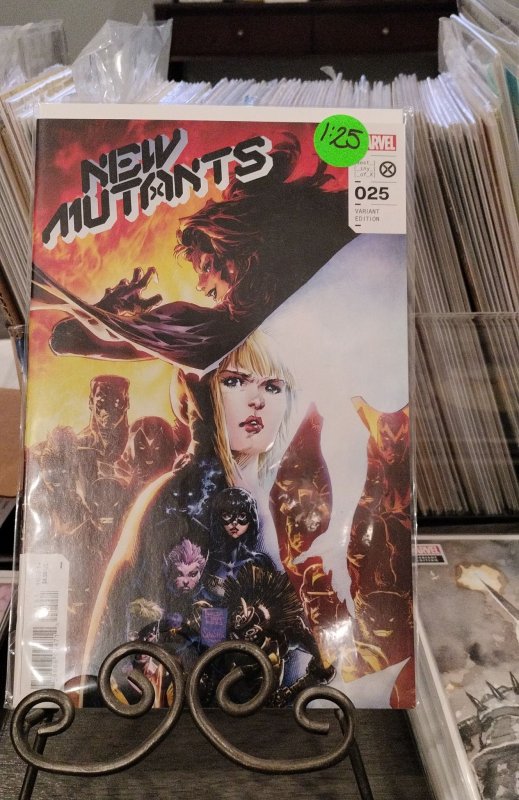 NEW
MUTANTS
1:25
MARVEL
025
VARIANT
EDITION